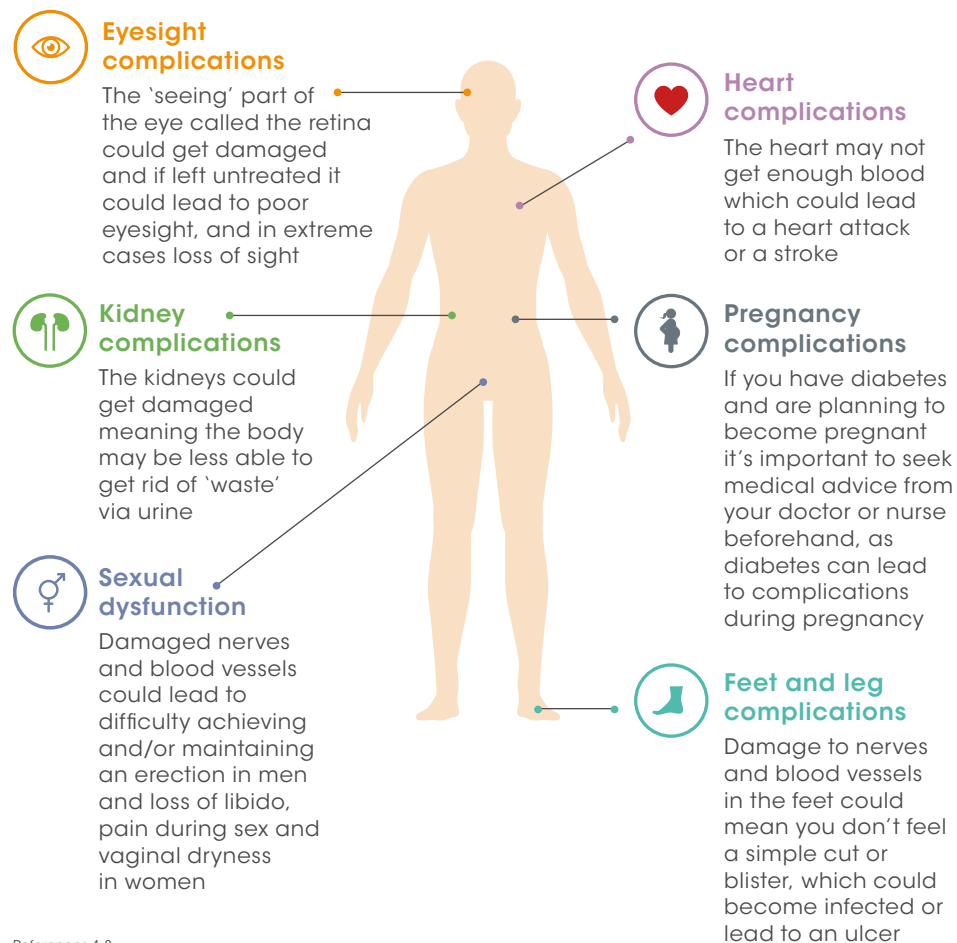 Eyesight
complications
The ‘seeing’ part of
the eye called the retina
could get damaged
and if left untreated it
could lead to poor
eyesight, and in extreme
cases loss of sight
Kidney
complications
The kidneys could
get damaged
meaning the body
may be less able to
get rid of ‘waste’
via urine
Sexual
dysfunction
Damaged nerves
and blood vessels
could lead to
difficulty achieving
and/or maintaining
an erection in men
and loss of libido,
pain during sex and
vaginal dryness
in women
Heart
complications
The heart may not
get enough blood
which could lead
to a heart attack
or a stroke
Pregnancy
complications
If you have diabetes
and are planning to
become pregnant
it’s important to seek
medical advice from
your doctor or nurse
beforehand, as
diabetes can lead
to complications
during pregnancy
Feet and leg
complications
Damage to nerves
and blood vessels
in the feet could
mean you don’t feel
a simple cut or
blister, which could
become infected or
lead to an ulcer